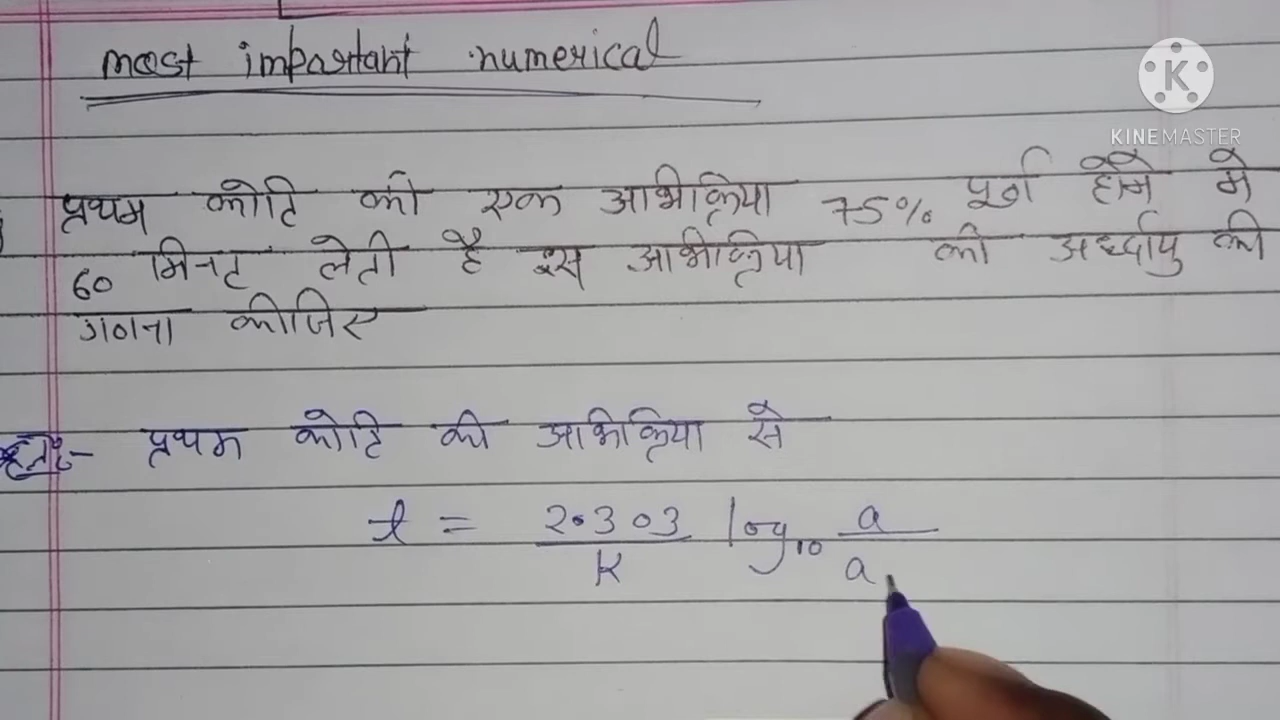 most important numerical
KINEMASTER
प्रथम कोटि की एक अभिक्रिया 75% पूर्ण होने मे
60 मिनट लेती है इस अभिक्रिया की अर्ध्दायु की
गणना कीजिए
हल:- प्रथम कोटि की अभिक्रिया से
t = 2.303 / K log10 a / a